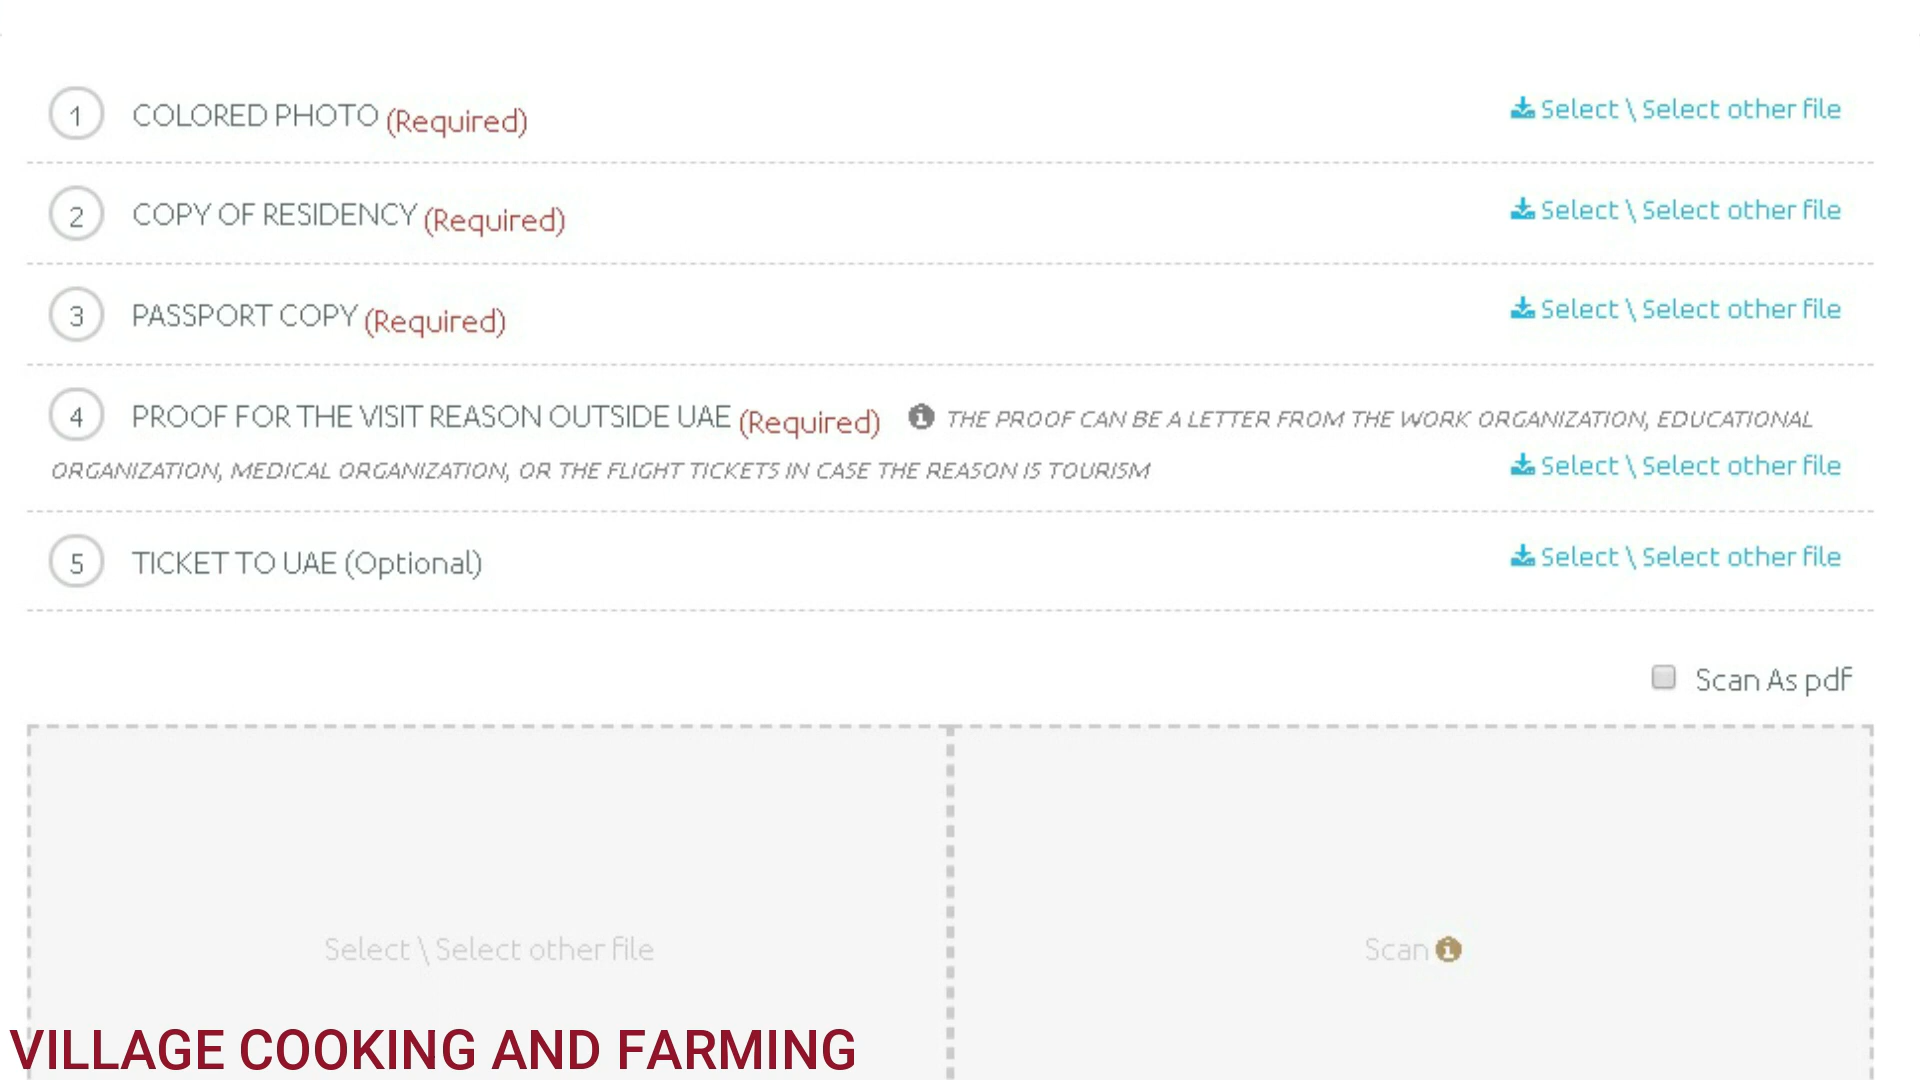 1 COLORED PHOTO (Required) Select \ Select other file
2 COPY OF RESIDENCY (Required) Select \ Select other file
3 PASSPORT COPY (Required) Select \ Select other file
4 PROOF FOR THE VISIT REASON OUTSIDE UAE (Required) THE PROOF CAN BE A LETTER FROM THE WORK ORGANIZATION, EDUCATIONAL
ORGANIZATION, MEDICAL ORGANIZATION, OR THE FLIGHT TICKETS IN CASE THE REASON IS TOURISM Select \ Select other file
5 TICKET TO UAE (Optional) Select \ Select other file
Scan As pdf
Select \ Select other file Scan
VILLAGE COOKING AND FARMING